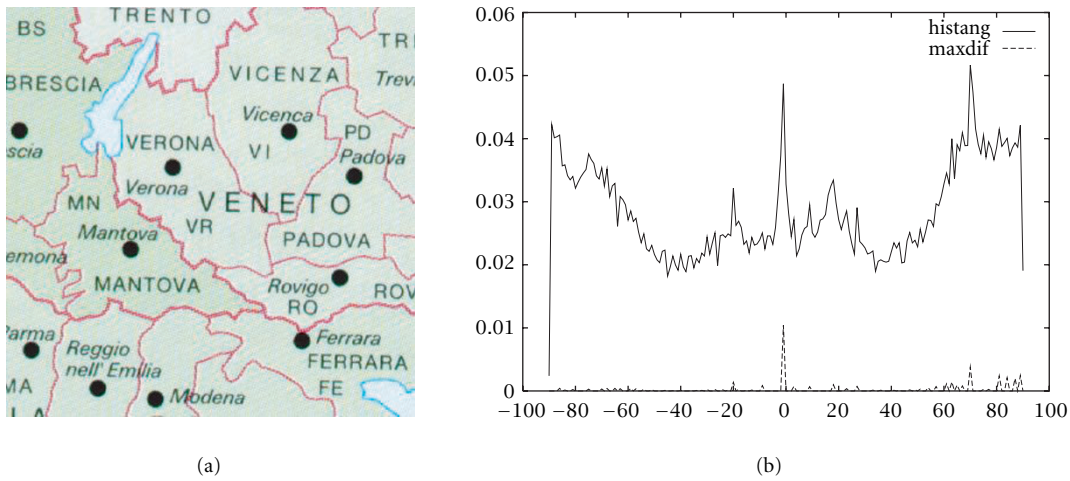 TRENTO
BS
TRE
BRESCIA
VICENZA
Trevi
Vicenca
scia
VERONA
VI
PD
Padova
Verona
VENETO
MN
VR
Mantova
PADOVA
emona
MANTOVA
Rovigo
ROV
RO
Parma
Reggio
nell' Emilia
Ferrara
FERRARA
MA
FE
Modena
LA
(a)
0.06
histang
maxdif
0.05
0.04
0.03
0.02
0.01
0
−100 −80 −60 −40 −20 0 20 40 60 80 100
(b)